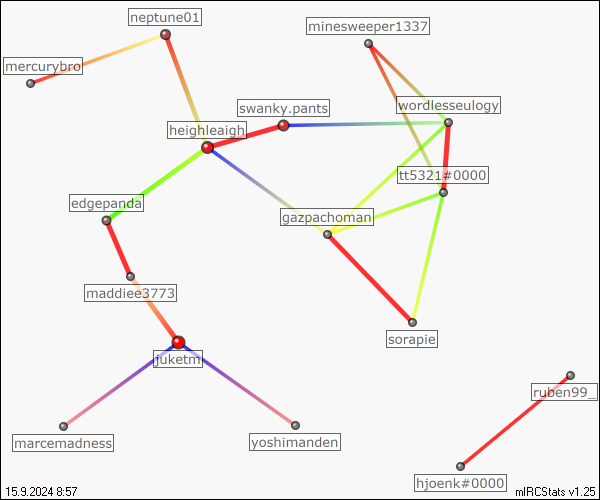 neptune01
minesweeper1337
mercurybro
swanky.pants
wordlesseulogy
heighleaigh
tt5321#0000
edgepanda
gazpachoman
maddiee3773
sorapie
juketm
ruben99_
marcemadness
yoshimanden
hjoenk#0000
15.9.2024 8:57
mIRCStats v1.25